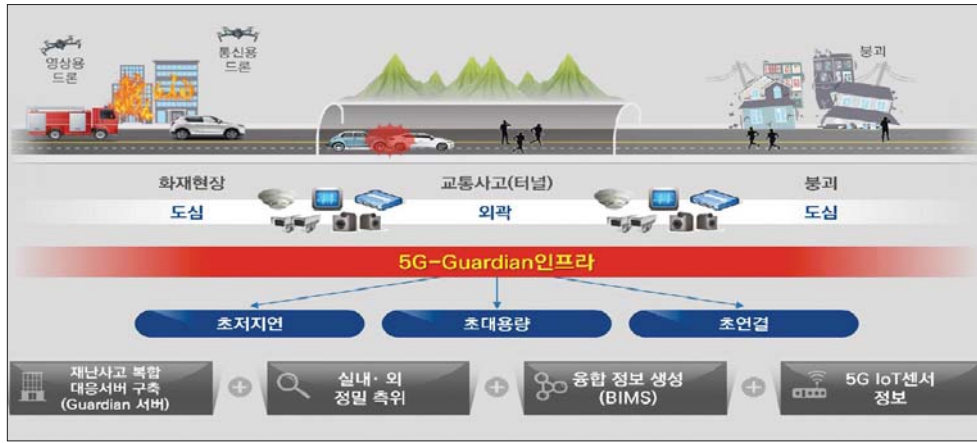 영상용
드론
통신용
드론
붕괴
화재현장
교통사고(터널)
붕괴
도심
외곽
도심
5G-Guardian인프라
초저지연
초대용량
초연결
재난사고 복합
대응서버 구축
(Guardian 서버)
실내· 외
정밀 측위
융합 정보 생성
(BIMS)
5G IoT센서
정보